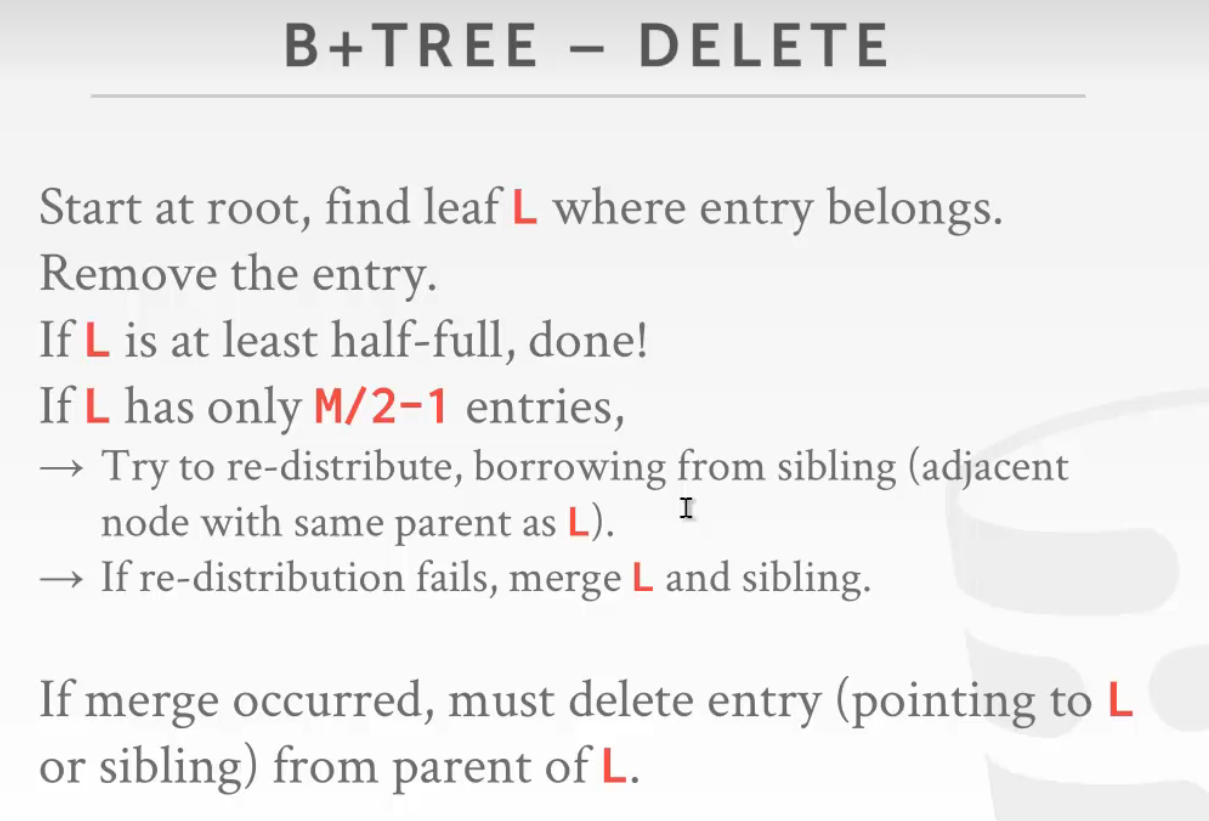 B+TREE – DELETE
Start at root, find leaf L where entry belongs.
Remove the entry.
If L is at least half-full, done!
If L has only M/2-1 entries,
→ Try to re-distribute, borrowing from sibling (adjacent
node with same parent as L).
→ If re-distribution fails, merge L and sibling.
If merge occurred, must delete entry (pointing to L
or sibling) from parent of L.